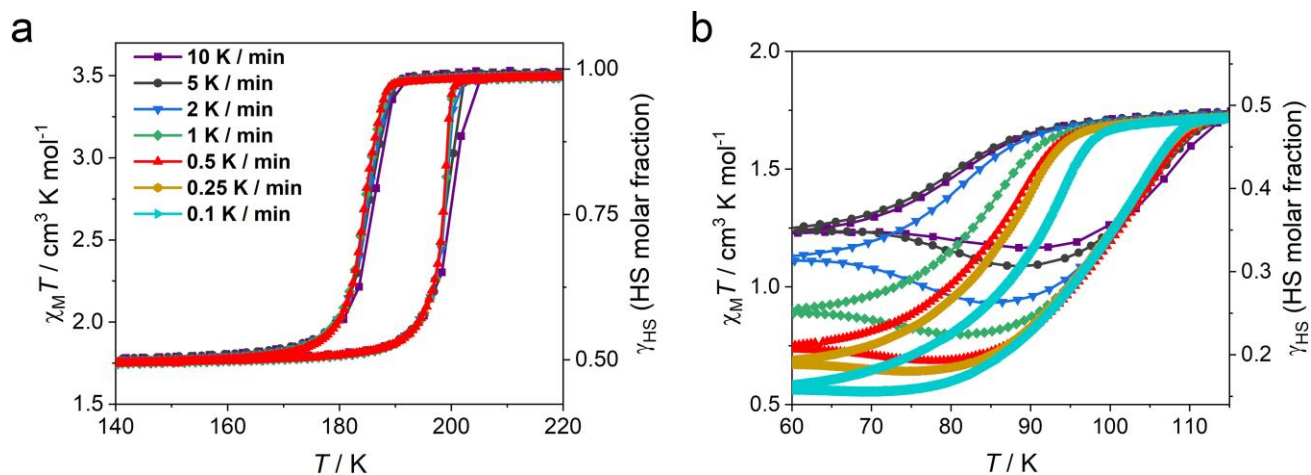 a
χMT / cm³ K mol⁻¹
3.5
3.0
2.5
2.0
1.5
10 K / min
5 K / min
2 K / min
1 K / min
0.5 K / min
0.25 K / min
0.1 K / min
1.00
0.75
0.50
γHS (HS molar fraction)
140 160 180 200 220
T / K
b
χMT / cm³ K mol⁻¹
2.0
1.5
1.0
0.5
0.5
0.4
0.3
0.2
γHS (HS molar fraction)
60 70 80 90 100 110
T / K